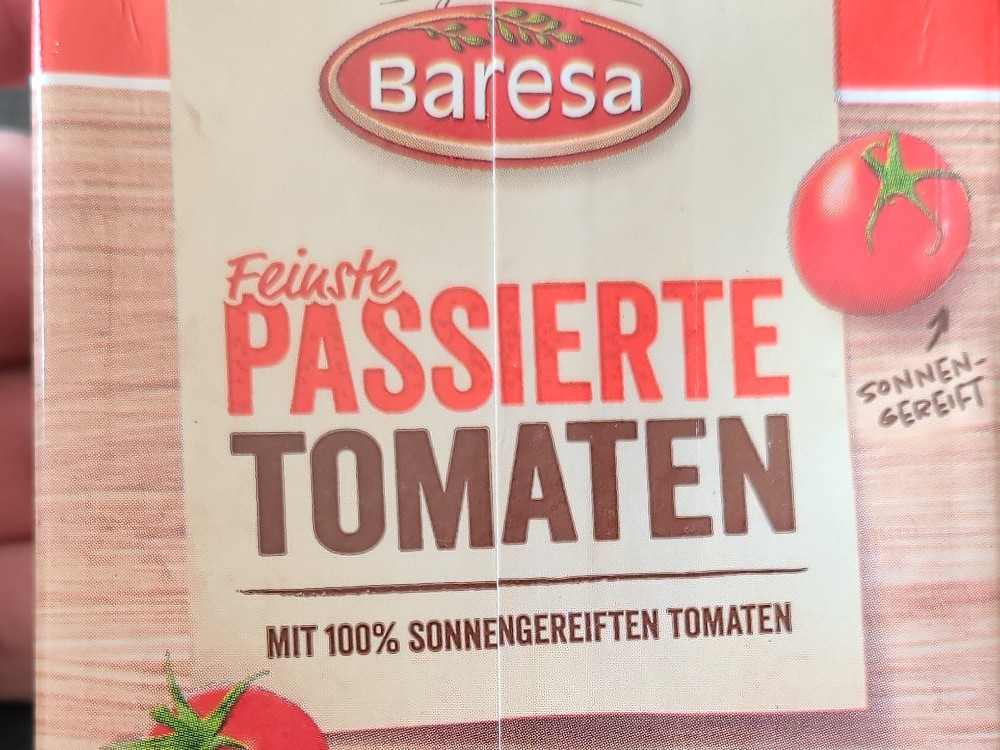 Baresa
Feinste
PASSIERTE
TOMATEN
MIT 100% SONNENGEREIFTEN TOMATEN
SONNEN-
GEREIFT